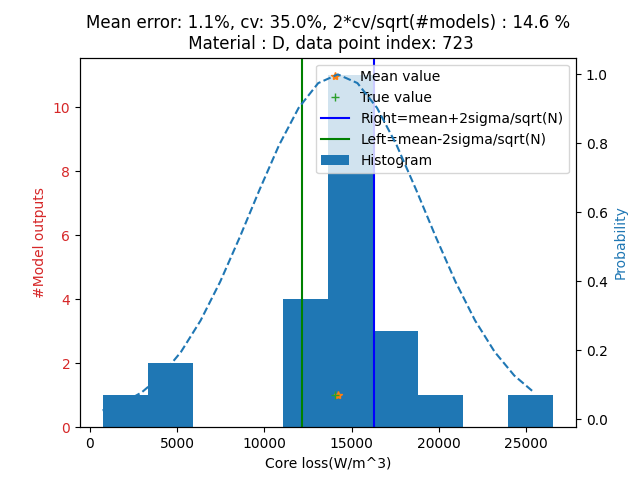 Mean error: 1.1%, cv: 35.0%, 2*cv/sqrt(#models) : 14.6 %
Material : D, data point index: 723
Mean value
True value
Right=mean+2sigma/sqrt(N)
Left=mean-2sigma/sqrt(N)
Histogram
#Model outputs
10
8
6
4
2
0
1.0
0.8
0.6
0.4
0.2
0.0
Probability
0 5000 10000 15000 20000 25000
Core loss(W/m^3)